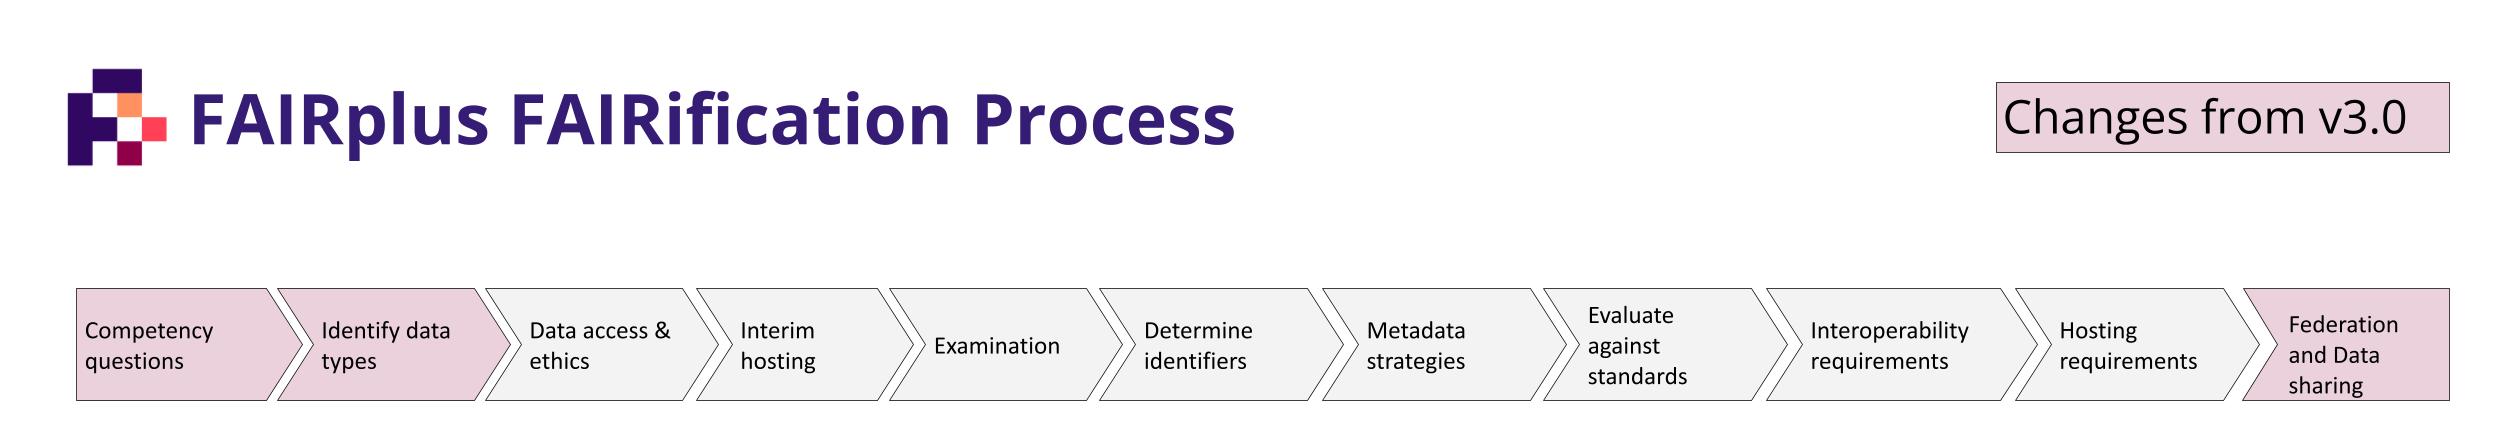 FAIRplus FAIRification Process
Changes from v3.0
Competency
questions
Identify data
types
Data access &
ethics
Interim
hosting
Examination
Determine
identifiers
Metadata
strategies
Evaluate
against
standards
Interoperability
requirements
Hosting
requirements
Federation
and Data
sharing